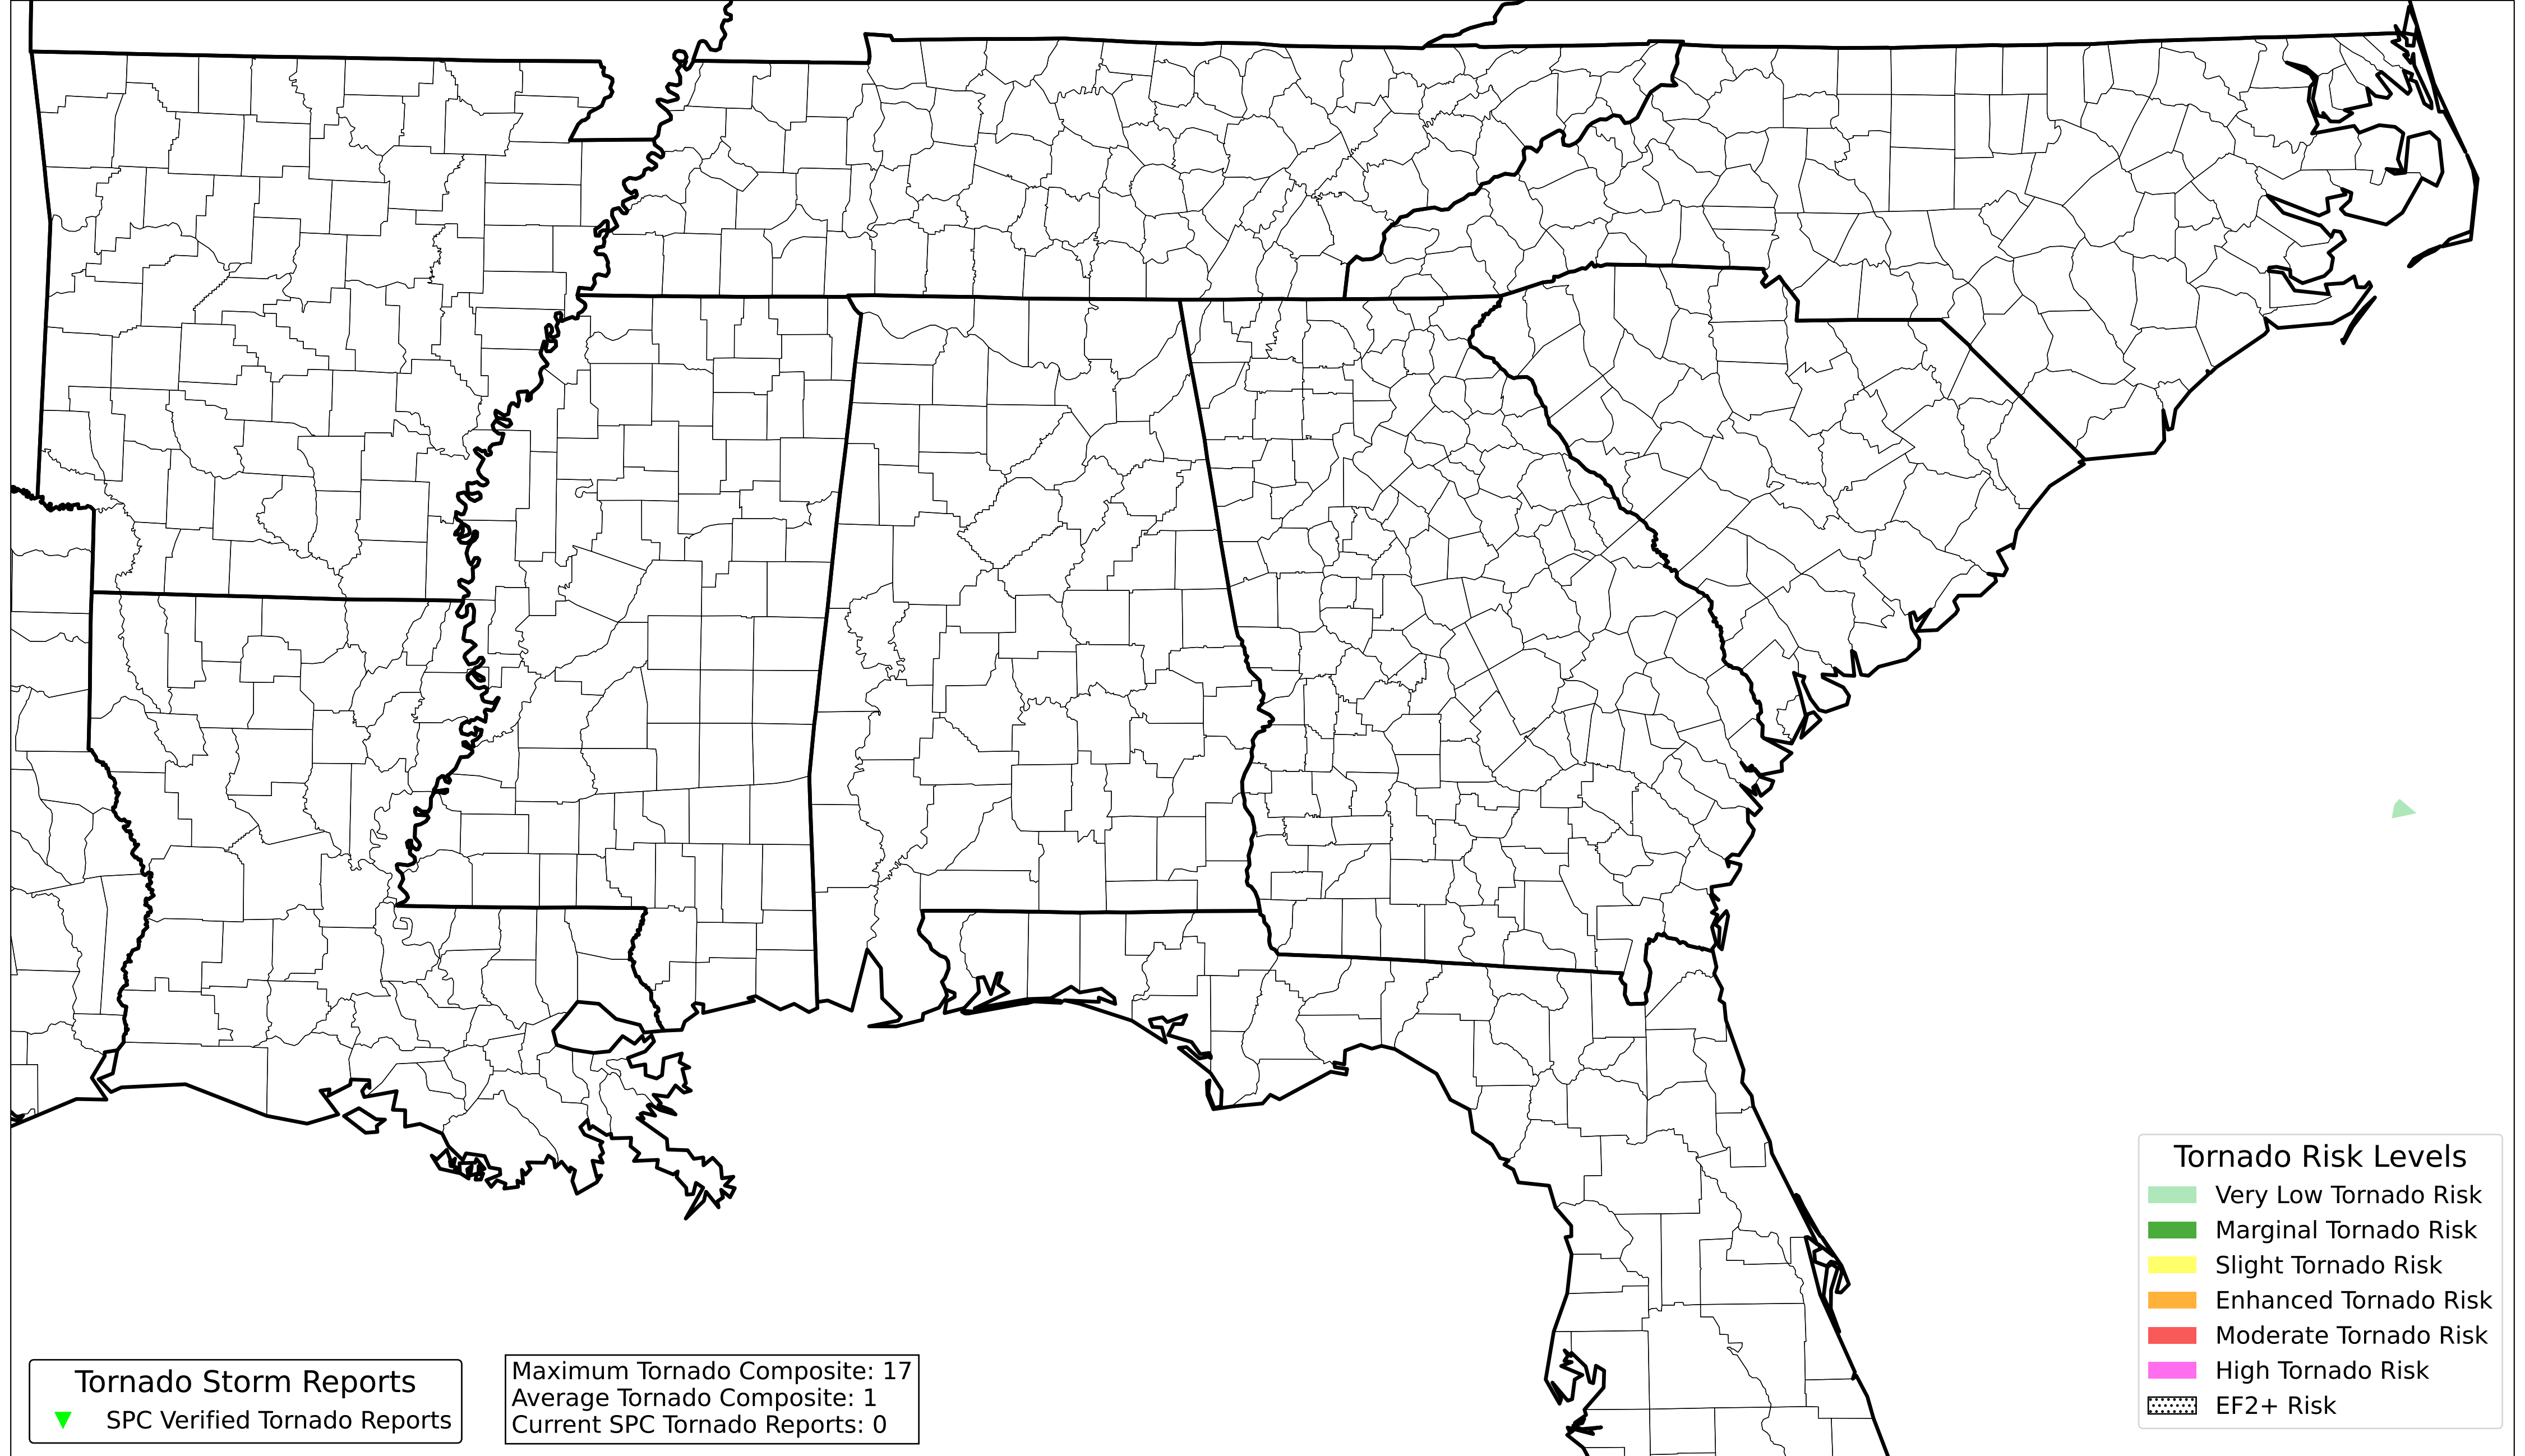 Tornado Risk Levels
Very Low Tornado Risk
Marginal Tornado Risk
Slight Tornado Risk
Enhanced Tornado Risk
Moderate Tornado Risk
High Tornado Risk
EF2+ Risk
Tornado Storm Reports
SPC Verified Tornado Reports
Maximum Tornado Composite: 17
Average Tornado Composite: 1
Current SPC Tornado Reports: 0